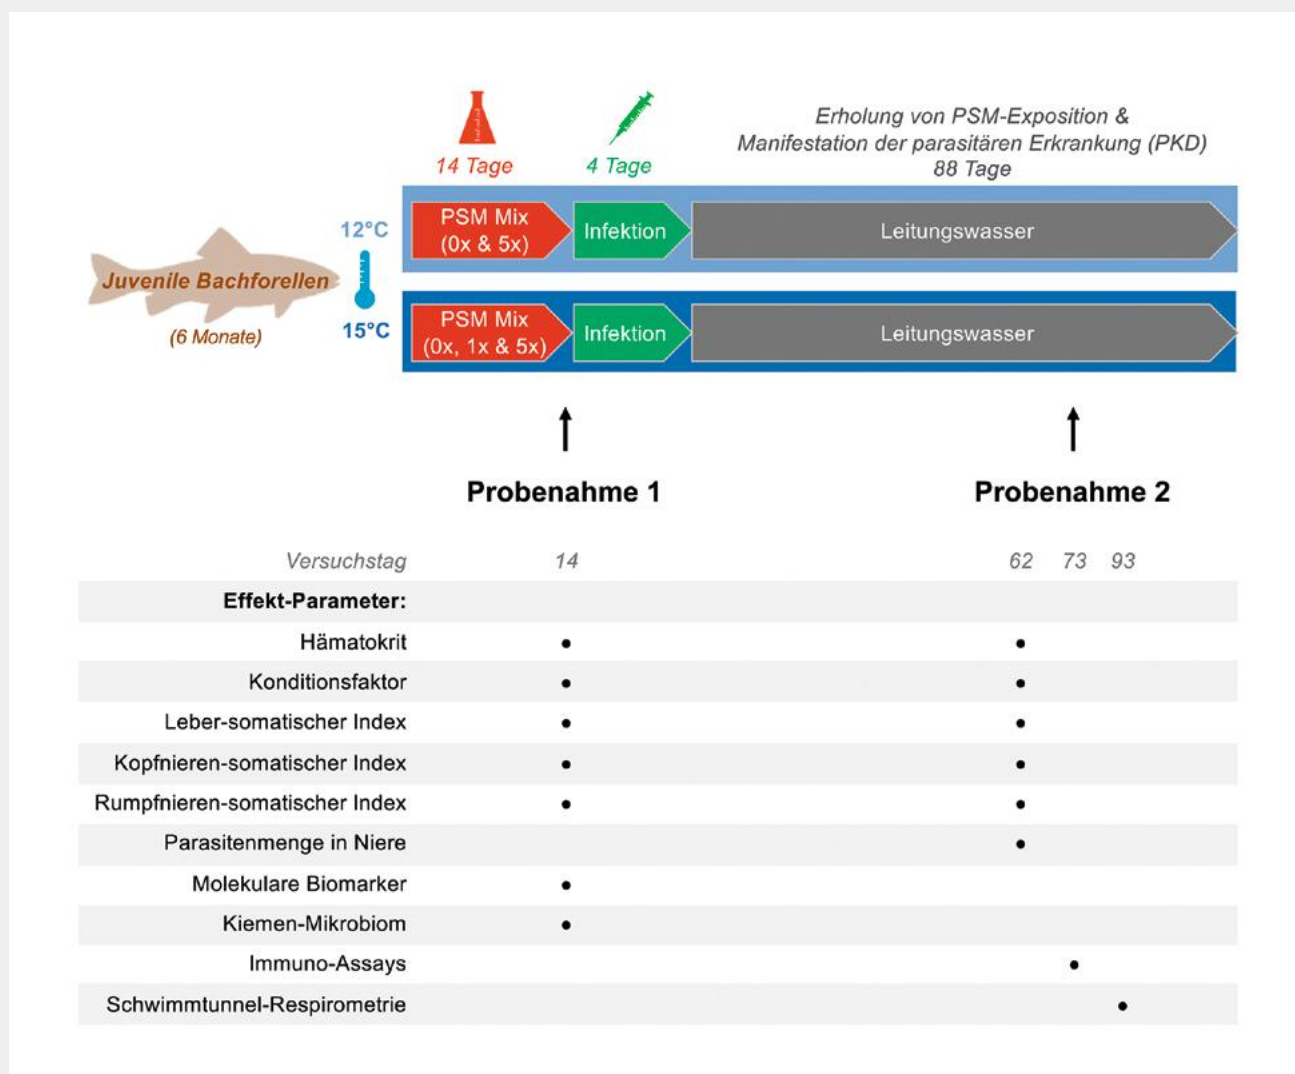 Erholung von PSM-Exposition &
Manifestation der parasitären Erkrankung (PKD)
14 Tage
4 Tage
88 Tage
12°C
PSM Mix
(0x & 5x)
Infektion
Leitungswasser
Juvenile Bachforellen
(6 Monate)
15°C
PSM Mix
(0x, 1x & 5x)
Infektion
Leitungswasser
Probenahme 1
Probenahme 2
Versuchstag 14 62 73 93
Effekt-Parameter:
Hämatokrit • •
Konditionsfaktor • •
Leber-somatischer Index • •
Kopfnieren-somatischer Index • •
Rumpfnieren-somatischer Index • •
Parasitenmenge in Niere •
Molekulare Biomarker •
Kiemen-Mikrobiom •
Immuno-Assays •
Schwimmtunnel-Respirometrie •